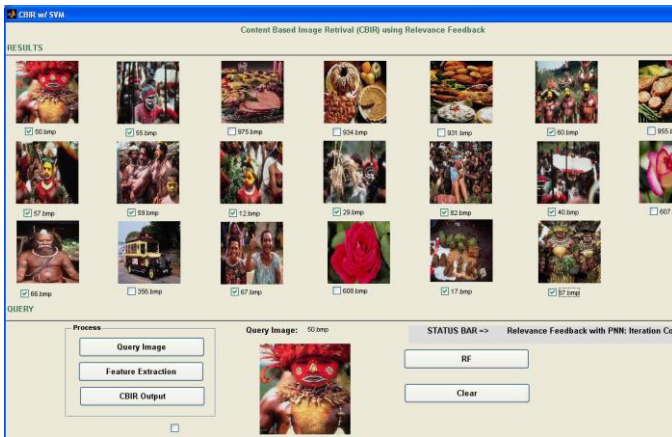 CBIR w/ SVM
Content Based Image Retrival (CBIR) using Relevance Feedback
RESULTS
50.bmp
55.bmp
975.bmp
934.bmp
931.bmp
60.bmp
955.b
57.bmp
59.bmp
12.bmp
29.bmp
82.bmp
40.bmp
607.
66.bmp
356.bmp
67.bmp
608.bmp
17.bmp
87.bmp
QUERY
Process
Query Image
Feature Extraction
CBIR Output
Query Image: 50.bmp
STATUS BAR -> Relevance Feedback with PNN: Iteration Co
RF
Clear